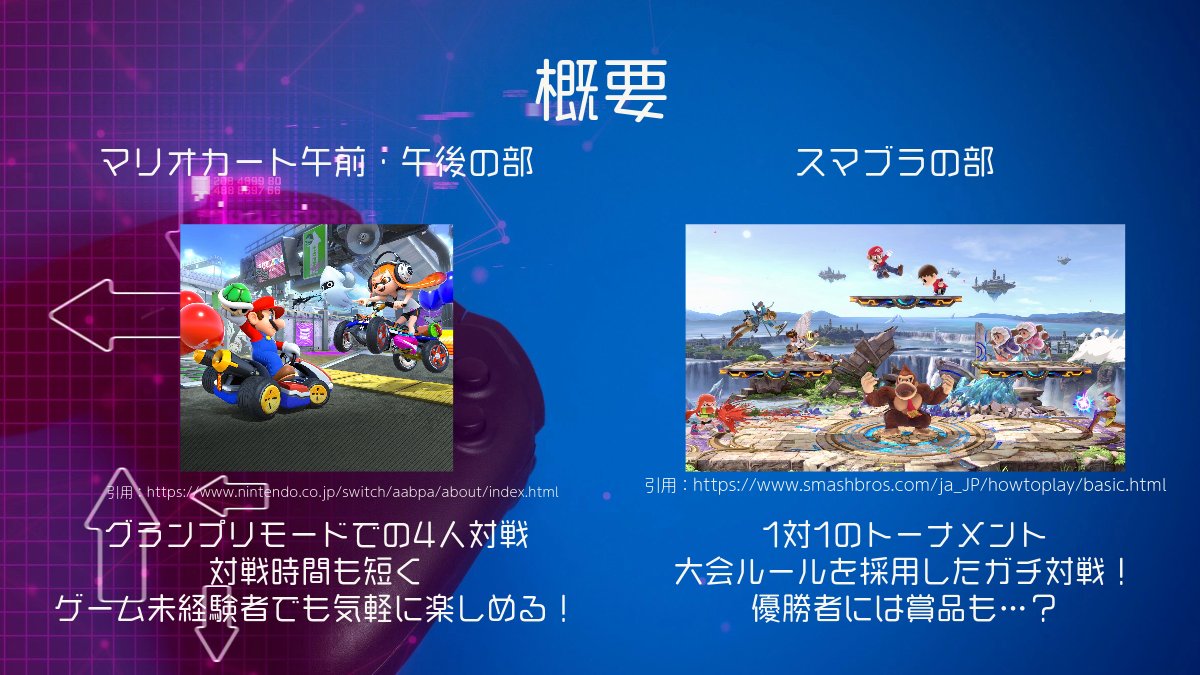 概要
マリオカート午前・午後の部
スマブラの部
引用：https://www.nintendo.co.jp/switch/aabpa/about/index.html
引用：https://www.smashbros.com/ja_JP/howtoplay/basic.html
グランプリモードでの4人対戦
対戦時間も短く
ゲーム未経験者でも気軽に楽しめる！
1対1のトーナメント
大会ルールを採用したガチ対戦！
優勝者には賞品も…？